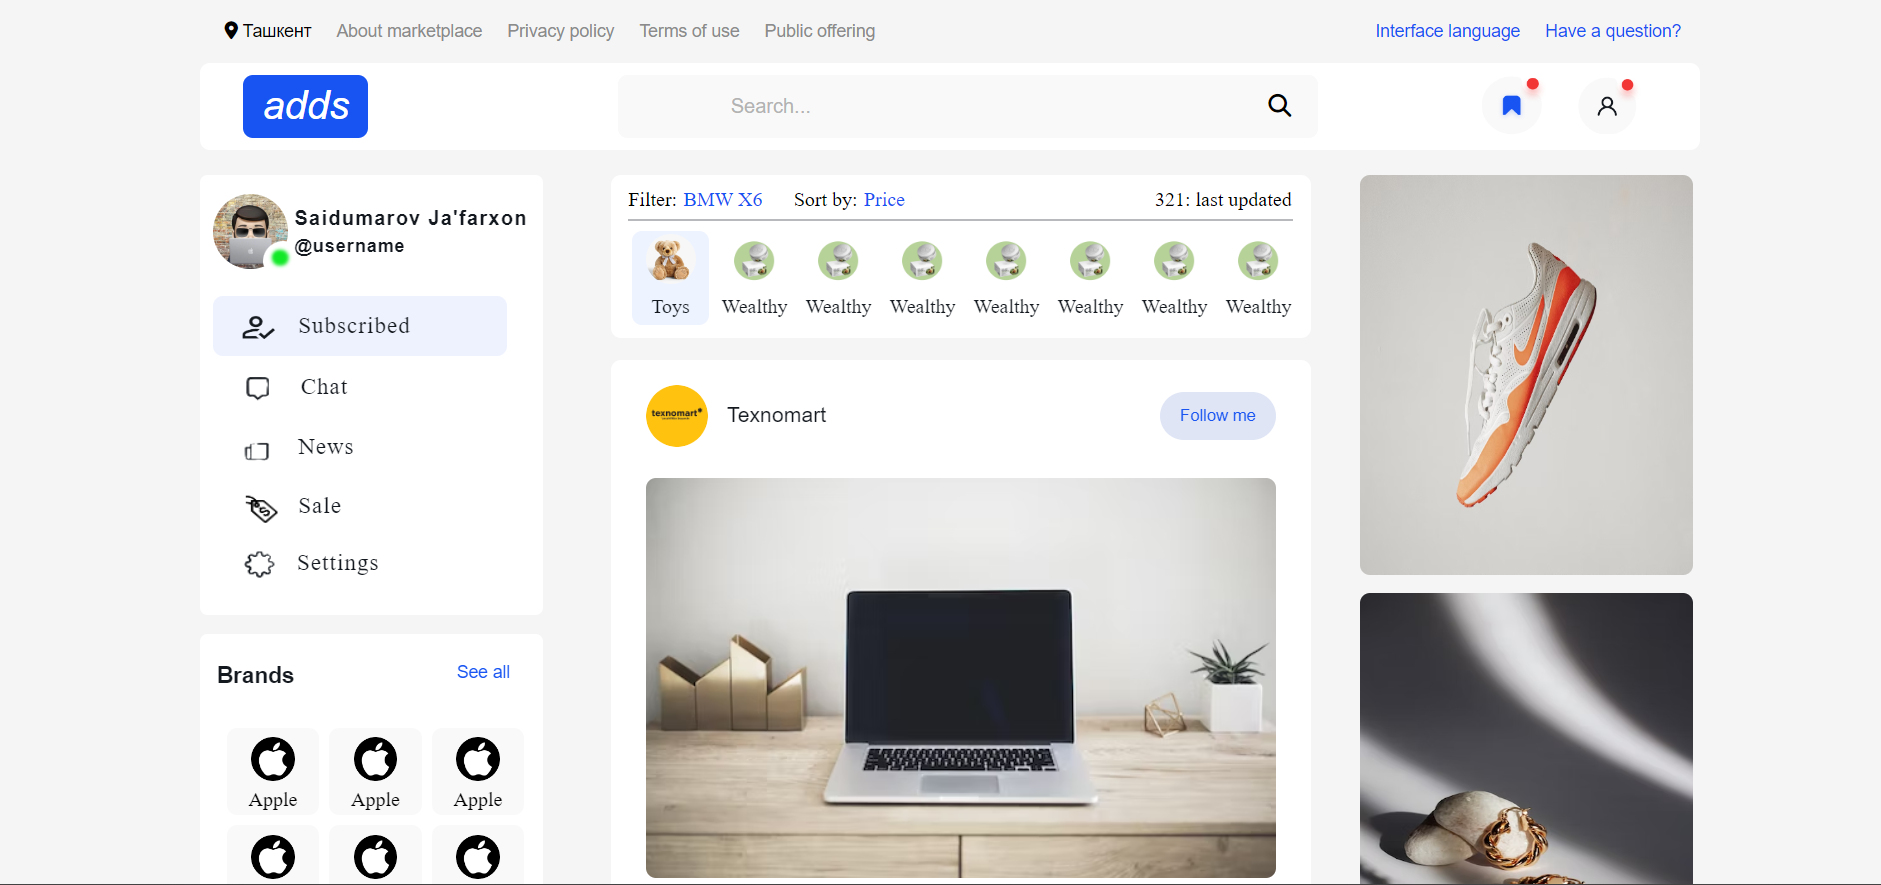 Ташкент About marketplace Privacy policy Terms of use Public offering Interface language Have a question?
adds Search...
Saidumarov Ja'farxon
@username
Subscribed
Chat
News
Sale
Settings
Brands See all
Apple Apple Apple
Filter: BMW X6 Sort by: Price 321: last updated
Toys Wealthy Wealthy Wealthy Wealthy Wealthy Wealthy Wealthy
texnomart
Texnomart Follow me